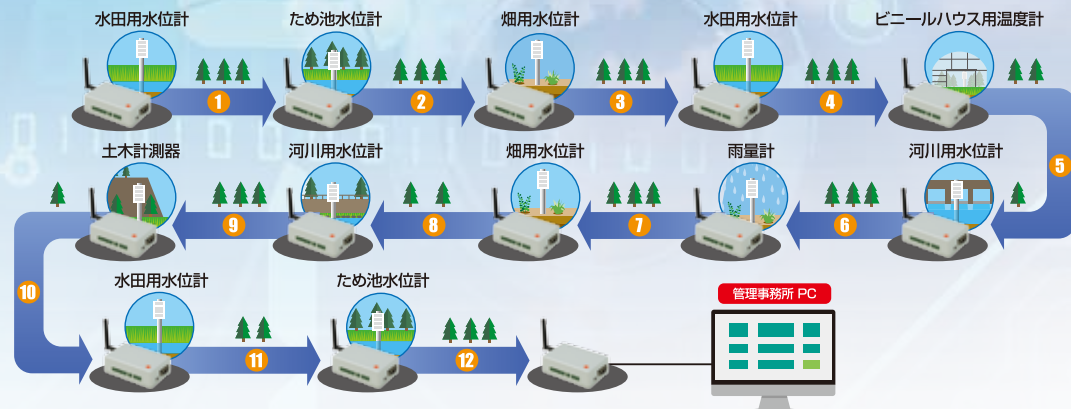 水田用水位計
ため池水位計
畑用水位計
水田用水位計
ビニールハウス用温度計
1
2
3
4
5
土木計測器
河川用水位計
畑用水位計
雨量計
河川用水位計
9
8
7
6
10
水田用水位計
ため池水位計
管理事務所 PC
11
12